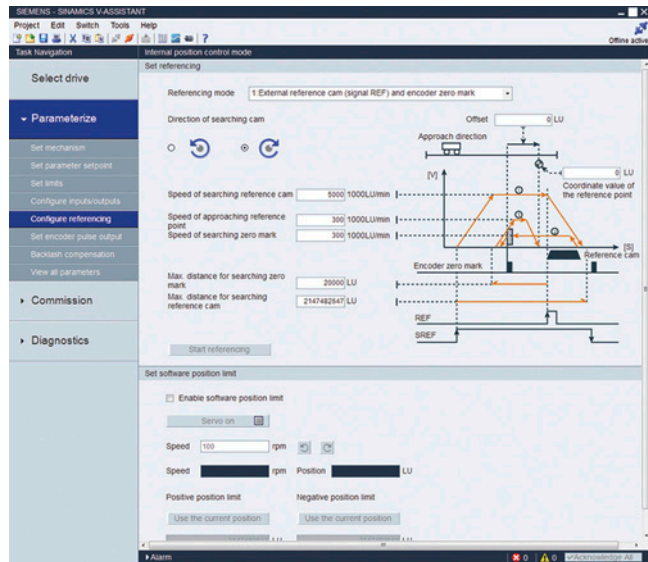 SIEMENS - SINAMICS V-ASSISTANT
Project Edit Switch Tools Help
Offline active
Task Navigation
Internal position control mode
Select drive
Parameterize
Set mechanism
Set parameter setpoint
Set limits
Configure inputs/outputs
Configure referencing
Set encoder pulse output
Backlash compensation
View all parameters
Commission
Diagnostics
Set referencing
Referencing mode 1:External reference cam (signal REF) and encoder zero mark
Direction of searching cam
Offset 0 LU
Approach direction
[V]
0 LU
Coordinate value of
the reference point
Speed of searching reference cam 5000 1000LU/min
Speed of approaching reference
point 300 1000LU/min
Speed of searching zero mark 300 1000LU/min
[S]
Reference cam
Encoder zero mark
Max. distance for searching zero
mark 20000 LU
Max. distance for searching
reference cam 2147482647 LU
REF
SREF
Start referencing
Set software position limit
Enable software position limit
Servo on
Speed 100 rpm
Speed rpm Position LU
Positive position limit Negative position limit
Use the current position Use the current position
Alarm 0 0 Acknowledge All